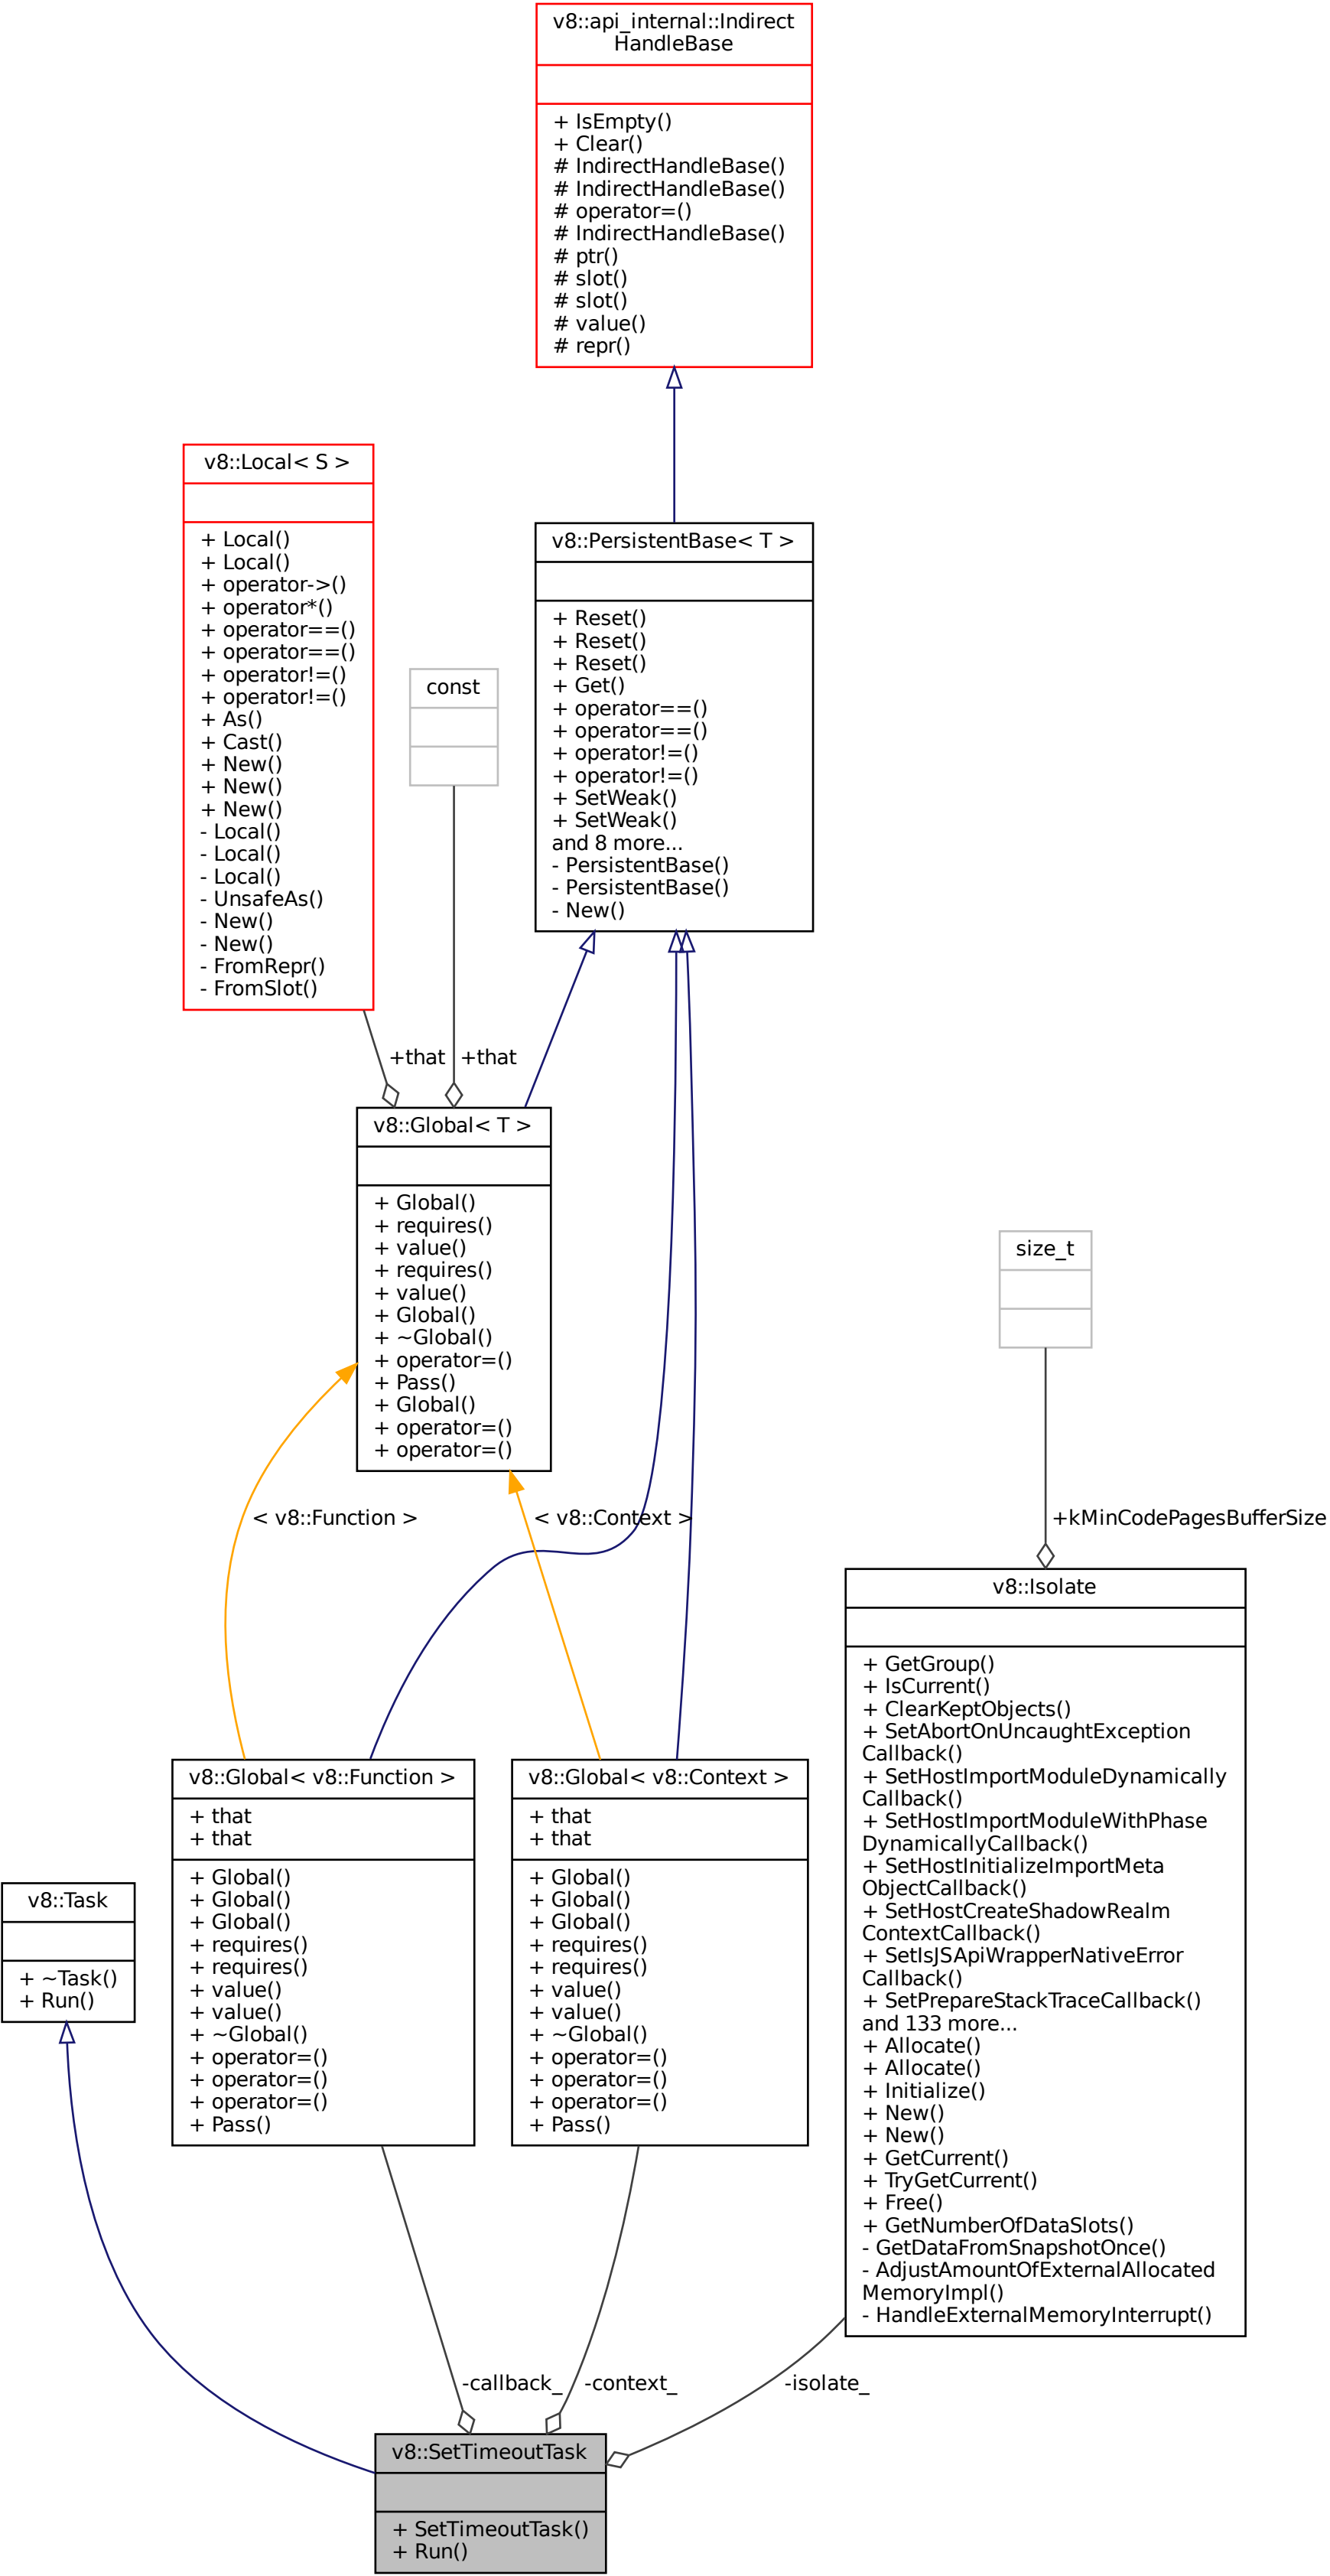 v8::api_internal::Indirect
HandleBase
+ IsEmpty()
+ Clear()
# IndirectHandleBase()
# IndirectHandleBase()
# operator=()
# IndirectHandleBase()
# ptr()
# slot()
# slot()
# value()
# repr()
v8::Local< S >
+ Local()
+ Local()
+ operator->()
+ operator*()
+ operator==()
+ operator==()
+ operator!=()
+ operator!=()
+ As()
+ Cast()
+ New()
+ New()
+ New()
- Local()
- Local()
- Local()
- UnsafeAs()
- New()
- New()
- FromRepr()
- FromSlot()
const
v8::PersistentBase< T >
+ Reset()
+ Reset()
+ Reset()
+ Get()
+ operator==()
+ operator==()
+ operator!=()
+ operator!=()
+ SetWeak()
+ SetWeak()
and 8 more...
- PersistentBase()
- PersistentBase()
- New()
+that
+that
v8::Global< T >
+ Global()
+ requires()
+ value()
+ requires()
+ value()
+ Global()
+ ~Global()
+ operator=()
+ Pass()
+ Global()
+ operator=()
+ operator=()
size_t
< v8::Function >
< v8::Context >
+kMinCodePagesBufferSize
v8::Isolate
+ GetGroup()
+ IsCurrent()
+ ClearKeptObjects()
+ SetAbortOnUncaughtException
Callback()
+ SetHostImportModuleDynamically
Callback()
+ SetHostImportModuleWithPhase
DynamicallyCallback()
+ SetHostInitializeImportMeta
ObjectCallback()
+ SetHostCreateShadowRealm
ContextCallback()
+ SetIsJSApiWrapperNativeError
Callback()
+ SetPrepareStackTraceCallback()
and 133 more...
+ Allocate()
+ Allocate()
+ Initialize()
+ New()
+ New()
+ GetCurrent()
+ TryGetCurrent()
+ Free()
+ GetNumberOfDataSlots()
- GetDataFromSnapshotOnce()
- AdjustAmountOfExternalAllocated
MemoryImpl()
- HandleExternalMemoryInterrupt()
v8::Global< v8::Function >
+ that
+ that
+ Global()
+ Global()
+ Global()
+ requires()
+ requires()
+ value()
+ value()
+ ~Global()
+ operator=()
+ operator=()
+ operator=()
+ Pass()
v8::Global< v8::Context >
+ that
+ that
+ Global()
+ Global()
+ Global()
+ requires()
+ requires()
+ value()
+ value()
+ ~Global()
+ operator=()
+ operator=()
+ operator=()
+ Pass()
v8::Task
+ ~Task()
+ Run()
-callback_
-context_
-isolate_
v8::SetTimeoutTask
+ SetTimeoutTask()
+ Run()